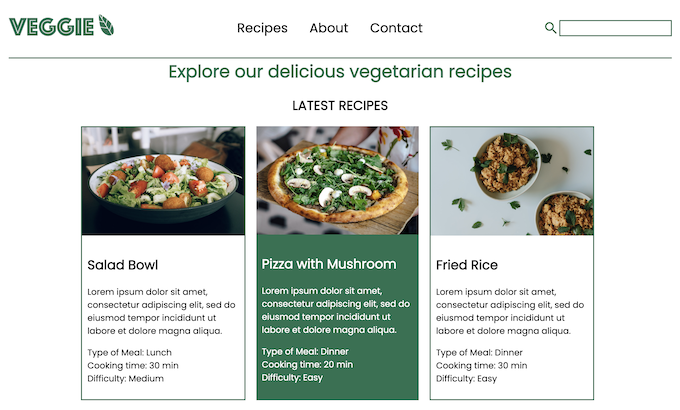 VEGGIE
Recipes About Contact
Explore our delicious vegetarian recipes
LATEST RECIPES
Salad Bowl
Lorem ipsum dolor sit amet,
consectetur adipiscing elit, sed do
eiusmod tempor incididunt ut
labore et dolore magna aliqua.
Type of Meal: Lunch
Cooking time: 30 min
Difficulty: Medium
Pizza with Mushroom
Lorem ipsum dolor sit amet,
consectetur adipiscing elit, sed do
eiusmod tempor incididunt ut
labore et dolore magna aliqua.
Type of Meal: Dinner
Cooking time: 20 min
Difficulty: Easy
Fried Rice
Lorem ipsum dolor sit amet,
consectetur adipiscing elit, sed do
eiusmod tempor incididunt ut
labore et dolore magna aliqua.
Type of Meal: Dinner
Cooking time: 30 min
Difficulty: Easy